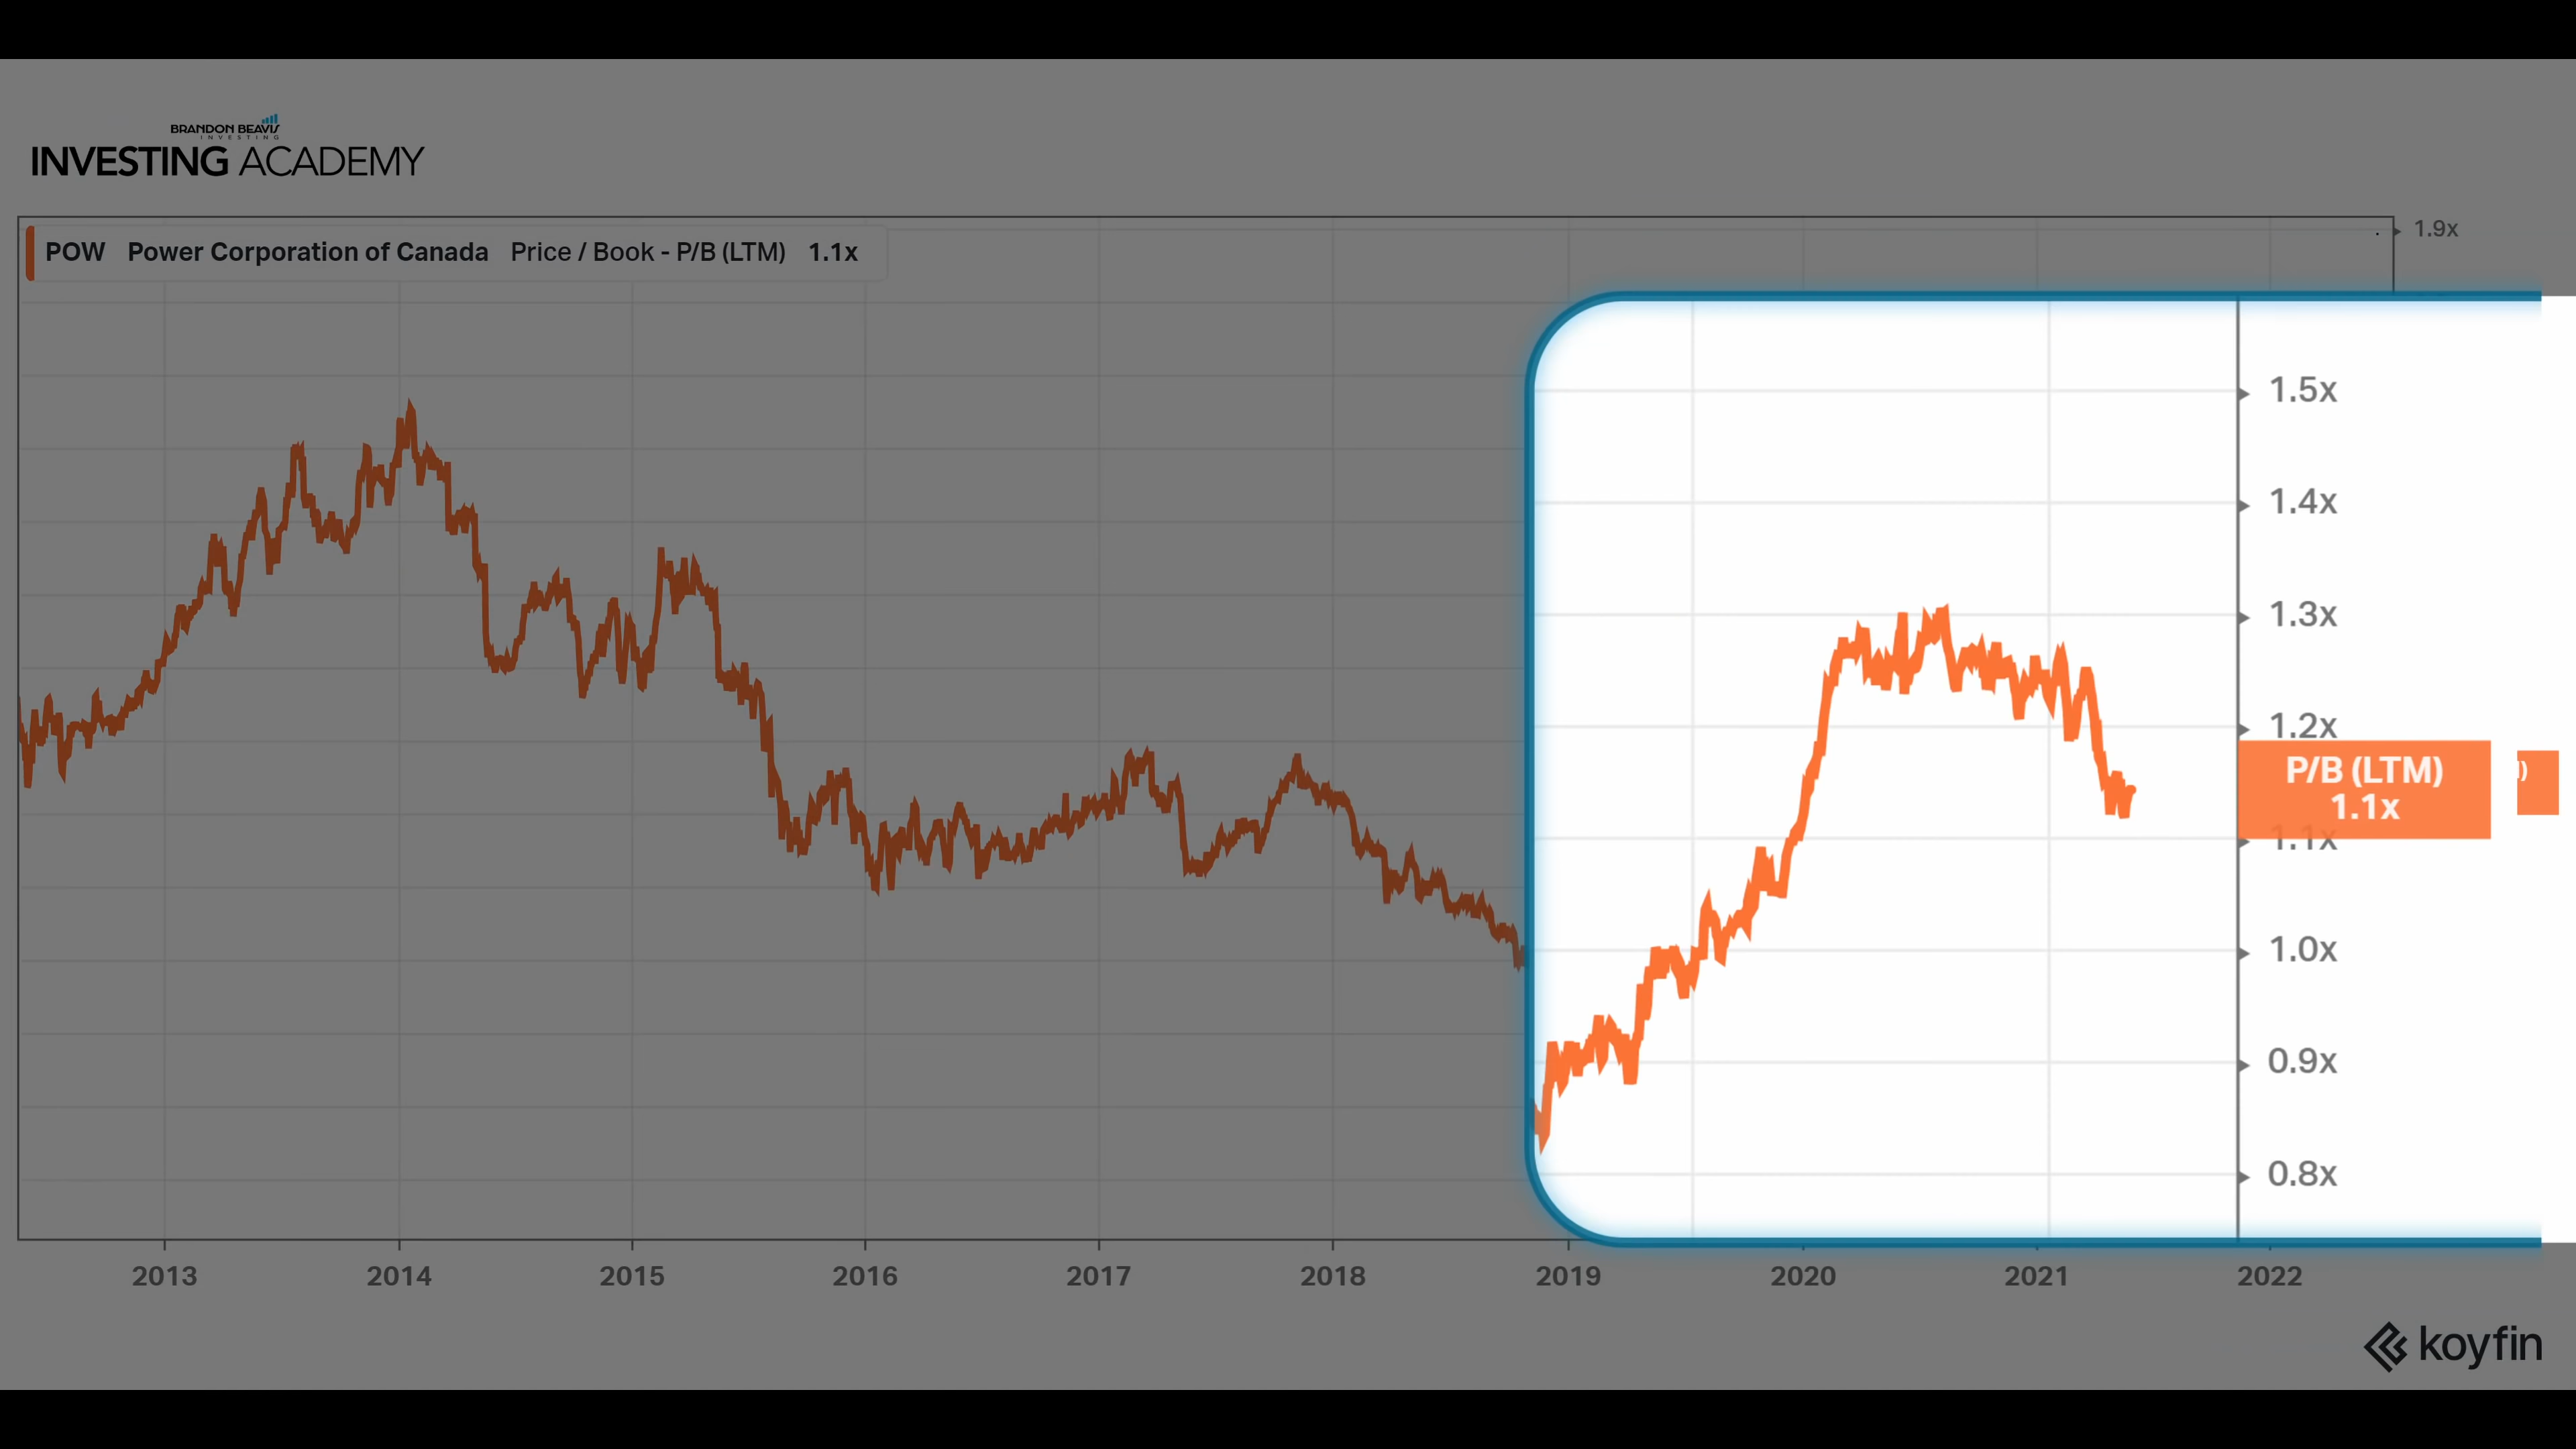 BRANDON BEAVIS
INVESTING
INVESTING ACADEMY
POW Power Corporation of Canada Price / Book - P/B (LTM) 1.1x
1.9x
1.5x
1.4x
1.3x
1.2x
P/B (LTM)
1.1x
)
1.1x
1.0x
0.9x
0.8x
2013 2014 2015 2016 2017 2018 2019 2020 2021 2022
koyfin